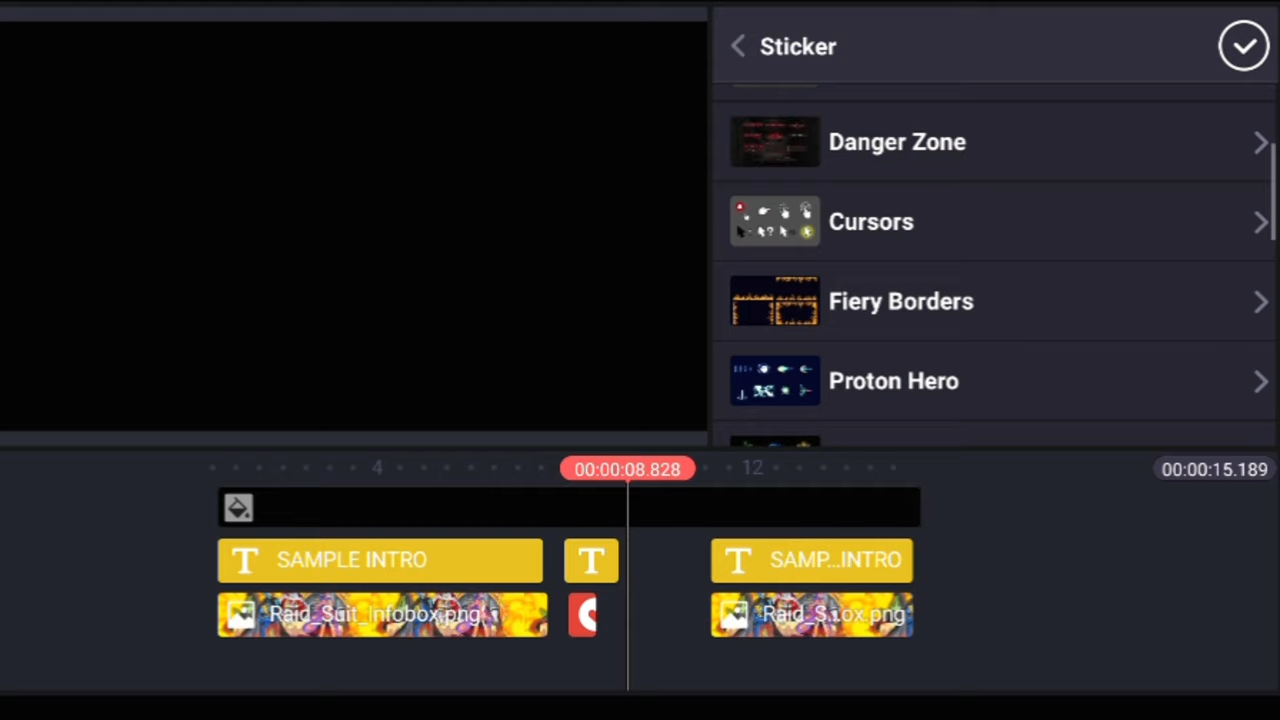 Sticker
Danger Zone
Cursors
Fiery Borders
Proton Hero
4
00:00:08.828
12
00:00:15.189
T SAMPLE INTRO
T
T SAMP...INTRO
Raid_Suit_Infobox.png
Raid_S...ox.png